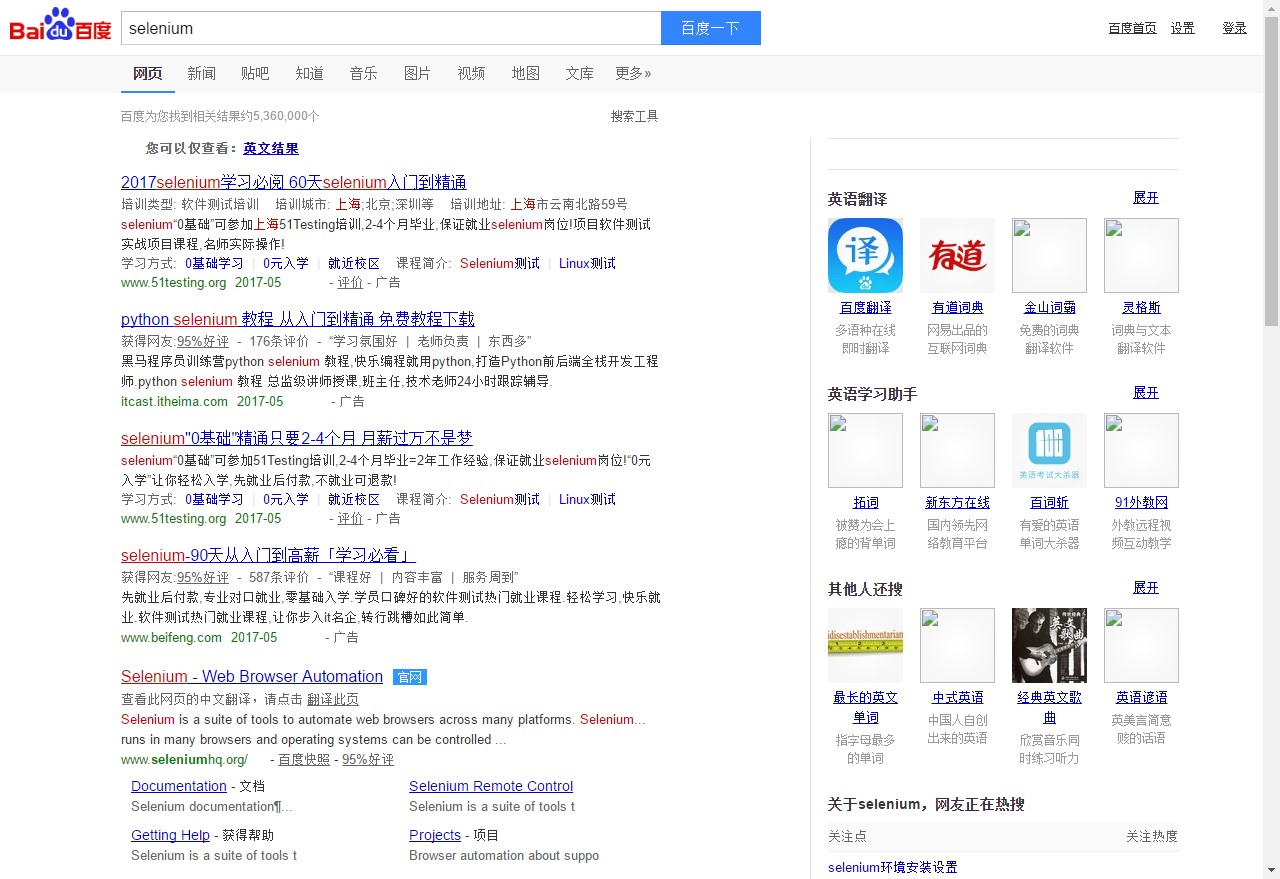 Bai du 百度
selenium
百度一下
百度首页 设置 登录
网页 新闻 贴吧 知道 音乐 图片 视频 地图 文库 更多»
百度为您找到相关结果约5,360,000个
搜索工具
您可以仅查看：英文结果
2017selenium学习必阅 60天selenium入门到精通
培训类型: 软件测试培训 培训城市: 上海;北京;深圳等 培训地址: 上海市云南北路59号
selenium“0基础”可参加上海51Testing培训,2-4个月毕业,保证就业selenium岗位!项目软件测试
实战项目课程,名师实际操作!
学习方式: 0基础学习 | 0元入学 | 就近校区 课程简介: Selenium测试 | Linux测试
www.51testing.org 2017-05 - 评价 - 广告
python selenium 教程 从入门到精通 免费教程下载
获得网友:95%好评 - 176条评价 - “学习氛围好 | 老师负责 | 东西多”
黑马程序员训练营python selenium 教程,快乐编程就用python,打造Python前后端全栈开发工程
师.python selenium 教程 总监级讲师授课,班主任,技术老师24小时跟踪辅导.
itcast.itheima.com 2017-05 - 广告
selenium"0基础"精通只要2-4个月 月薪过万不是梦
selenium“0基础”可参加51Testing培训,2-4个月毕业=2年工作经验,保证就业selenium岗位!“0元
入学”让你轻松入学,先就业后付款,不就业可退款!
学习方式: 0基础学习 | 0元入学 | 就近校区 课程简介: Selenium测试 | Linux测试
www.51testing.org 2017-05 - 评价 - 广告
selenium-90天从入门到高薪「学习必看」
获得网友:95%好评 - 587条评价 - “课程好 | 内容丰富 | 服务周到”
先就业后付款,专业对口就业,零基础入学.学员口碑好的软件测试热门就业课程.轻松学习,快乐就
业.软件测试热门就业课程,让你步入it名企,转行跳槽如此简单.
www.beifeng.com 2017-05 - 广告
Selenium - Web Browser Automation 官网
查看此网页的中文翻译，请点击 翻译此页
Selenium is a suite of tools to automate web browsers across many platforms. Selenium...
runs in many browsers and operating systems can be controlled ...
www.seleniumhq.org/ - 百度快照 - 95%好评
Documentation - 文档 Selenium Remote Control
Selenium documentation¶... Selenium is a suite of tools t
Getting Help - 获得帮助 Projects - 项目
Selenium is a suite of tools t Browser automation about suppo
英语翻译 展开
译 有道
百度翻译 有道词典 金山词霸 灵格斯
多语种在线 网易出品的 免费的词典 词典与文本
即时翻译 互联网词典 翻译软件 翻译软件
英语学习助手 展开
英语考试大杀器
拓词 新东方在线 百词斩 91外教网
被赞为会上 国内领先网 有爱的英语 外教远程视
瘾的背单词 络教育平台 单词大杀器 频互动教学
其他人还搜 展开
idisestablishmentarian
英文歌曲
最长的英文 中式英语 经典英文歌 英语谚语
单词 曲
中国人自创 英美言简意
出来的英语 赅的话语
指字母最多 欣赏音乐同
的单词 时练习听力
关于selenium，网友正在热搜
关注点 关注热度
selenium环境安装设置